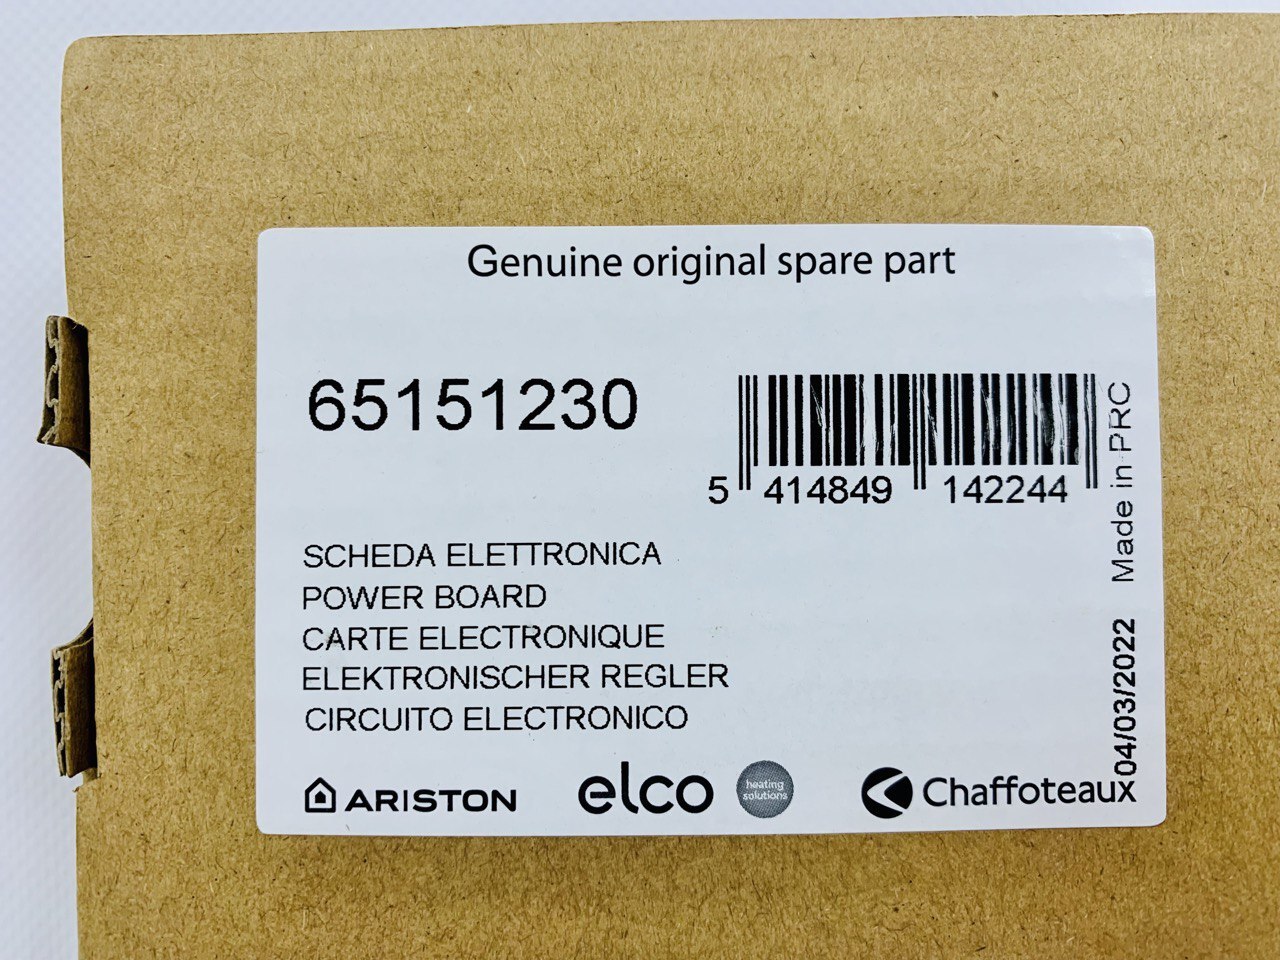 Genuine original spare part
65151230
5 414849 142244
Made in PRC
04/03/2022
SCHEDA ELETTRONICA
POWER BOARD
CARTE ELECTRONIQUE
ELEKTRONISCHER REGLER
CIRCUITO ELECTRONICO
ARISTON
elco
heating
solutions
Chaffoteaux